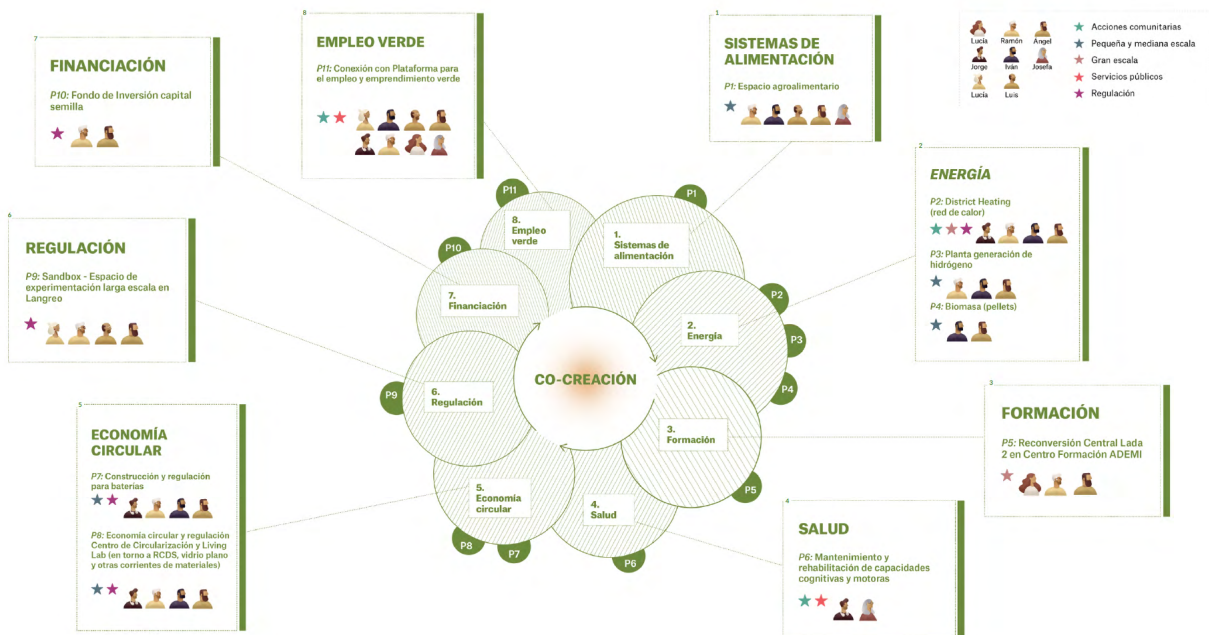 7
FINANCIACIÓN
P10: Fondo de Inversión capital
semilla
8
EMPLEO VERDE
P11: Conexión con Plataforma para
el empleo y emprendimiento verde
1
SISTEMAS DE
ALIMENTACIÓN
P1: Espacio agroalimentario
Lucía
Ramón
Angel
Jorge
Iván
Josefa
Lucía
Luis
Acciones comunitarias
Pequeña y mediana escala
Gran escala
Servicios públicos
Regulación
2
ENERGÍA
P2: District Heating
(red de calor)
P3: Planta generación de
hidrógeno
P4: Biomasa (pellets)
6
REGULACIÓN
P9: Sandbox - Espacio de
experimentación larga escala en
Langreo
5
ECONOMÍA
CIRCULAR
P7: Construcción y regulación
para baterías
P8: Economía circular y regulación
Centro de Circularización y Living
Lab (en torno a RCDS, vidrio plano
y otras corrientes de materiales)
3
FORMACIÓN
P5: Reconversión Central Lada
2 en Centro Formación ADEMI
4
SALUD
P6: Mantenimiento y
rehabilitación de capacidades
cognitivas y motoras
CO-CREACIÓN
1.
Sistemas de
alimentación
2.
Energía
3.
Formación
4.
Salud
5.
Economía
circular
6.
Regulación
7.
Financiación
8.
Empleo
verde
P1
P2
P3
P4
P5
P6
P7
P8
P9
P10
P11